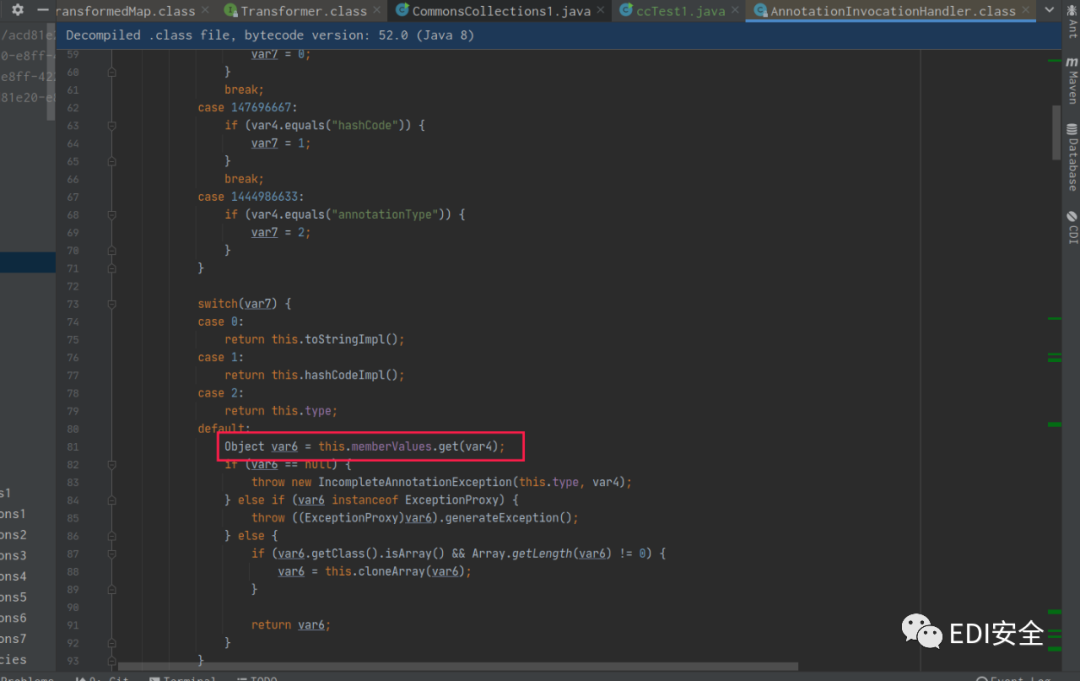 ransformedMap.class Transformer.class CommonsCollections1.java ccTest1.java AnnotationInvocationHandler.class
Decompiled .class file, bytecode version: 52.0 (Java 8)
59 var7 = 0;
60 }
61 break;
62 case 147696667:
63 if (var4.equals("hashCode")) {
64 var7 = 1;
65 }
66 break;
67 case 1444986633:
68 if (var4.equals("annotationType")) {
69 var7 = 2;
70 }
71 }
72
73 switch(var7) {
74 case 0:
75 return this.toStringImpl();
76 case 1:
77 return this.hashCodeImpl();
78 case 2:
79 return this.type;
80 default:
81 Object var6 = this.memberValues.get(var4);
82 if (var6 == null) {
83 throw new IncompleteAnnotationException(this.type, var4);
84 } else if (var6 instanceof ExceptionProxy) {
85 throw ((ExceptionProxy)var6).generateException();
86 } else {
87 if (var6.getClass().isArray() && Array.getLength(var6) != 0) {
88 var6 = this.cloneArray(var6);
89 }
90
91 return var6;
92 }
93 }
/acd81e
0-e8ff-
e8ff-42
81e20-e
s1
ons1
ons2
ons3
ons4
ons5
ons6
ons7
cies
Ant
Maven
Database
CDI
EDI安全
Problems Git Terminal TODO Event Log